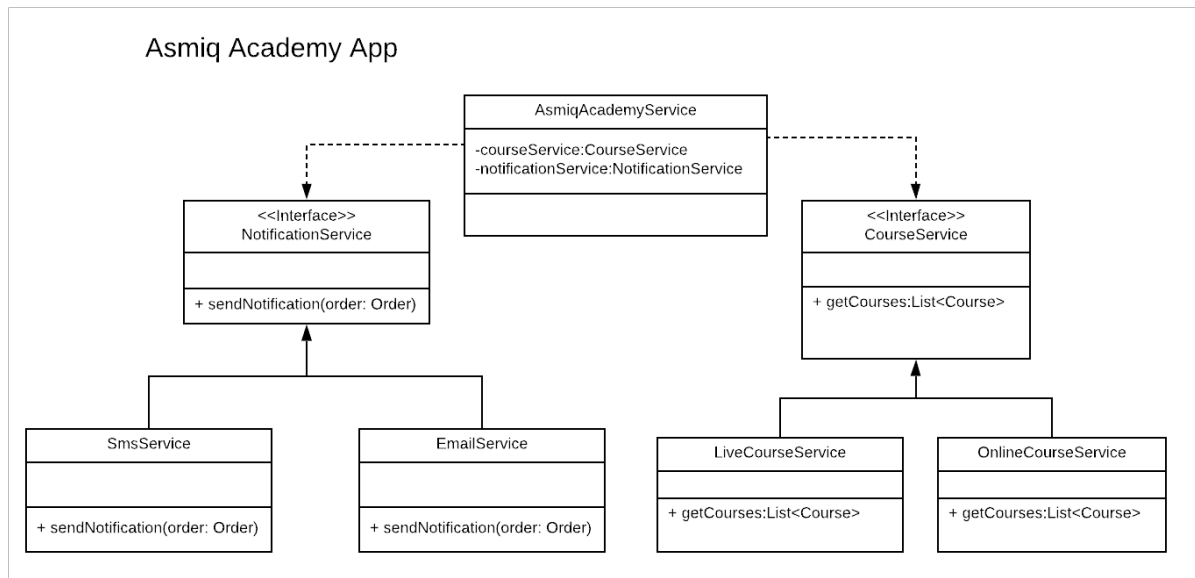 Asmiq Academy App
AsmiqAcademyService
-courseService:CourseService
-notificationService:NotificationService
<<Interface>>
NotificationService
+ sendNotification(order: Order)
<<Interface>>
CourseService
+ getCourses:List<Course>
SmsService
+ sendNotification(order: Order)
EmailService
+ sendNotification(order: Order)
LiveCourseService
+ getCourses:List<Course>
OnlineCourseService
+ getCourses:List<Course>